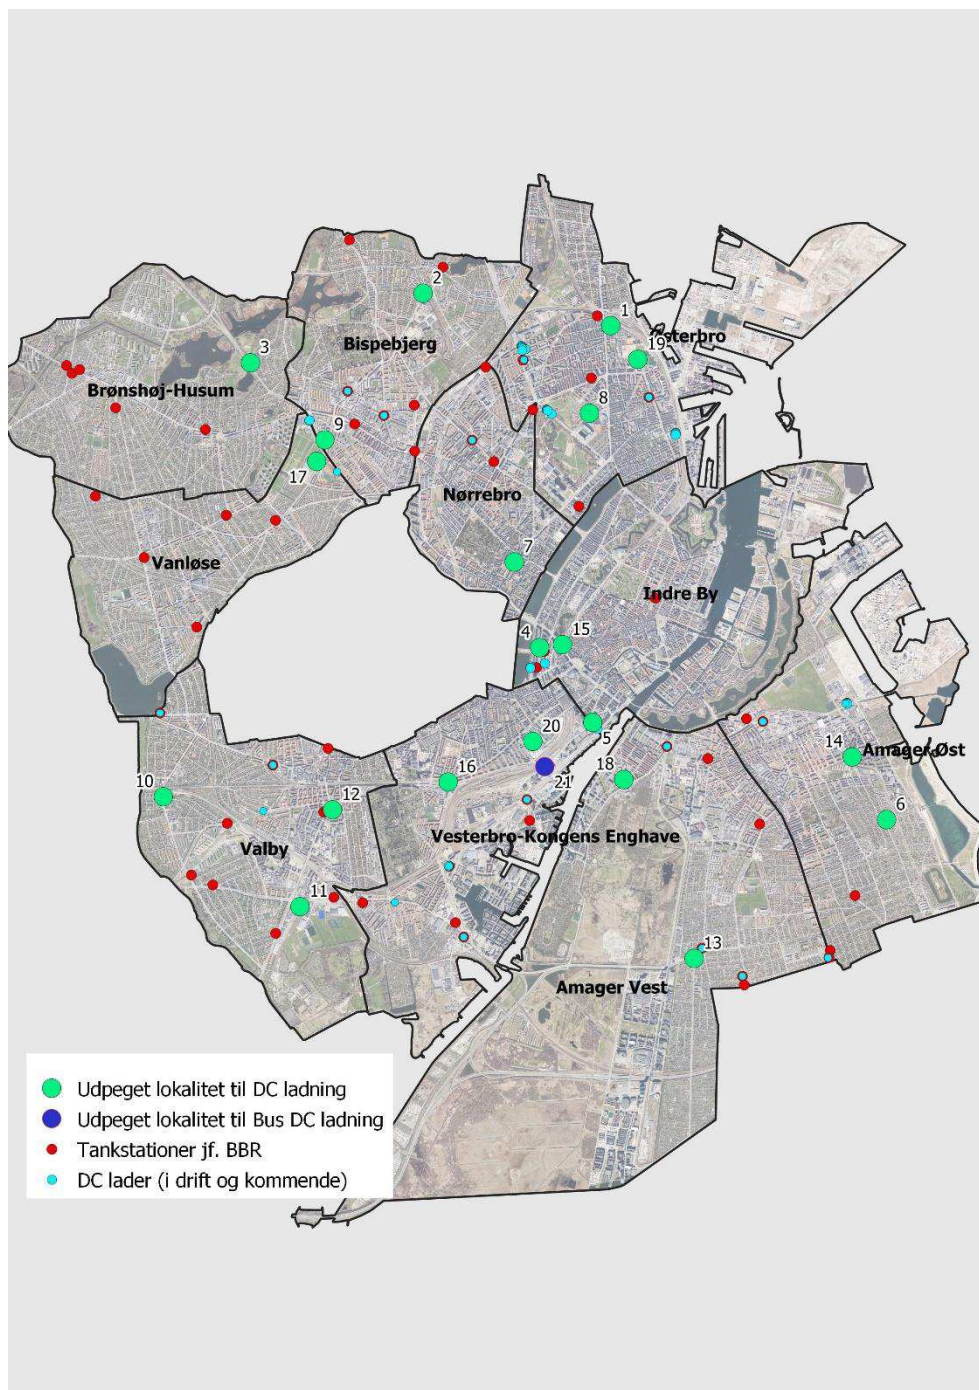 2
1
Bispebjerg
sterbro
3
19
Brønshøj-Husum
8
9
17
Nørrebro
7
Vanløse
Indre By
4
15
20
5
14
Amager Øst
10
16
21
18
12
6
Valby
Vesterbro-Kongens Enghave
11
13
Amager Vest
Udpeget lokalitet til DC ladning
Udpeget lokalitet til Bus DC ladning
Tankstationer jf. BBR
DC lader (i drift og kommende)